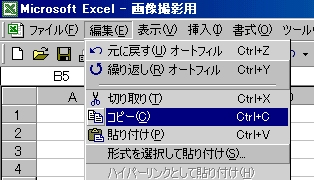 Microsoft Excel - 画像撮影用
ファイル(F) 編集(E) 表示(V) 挿入(I) 書式(O) ツール
元に戻す(U) オートフィル Ctrl+Z
繰り返し(R) オートフィル Ctrl+Y
B5
切り取り(T) Ctrl+X
A
コピー(C) Ctrl+C
1
貼り付け(P) Ctrl+V
2
形式を選択して貼り付け(S)...
3
ハイパーリンクとして貼り付け(H)
4